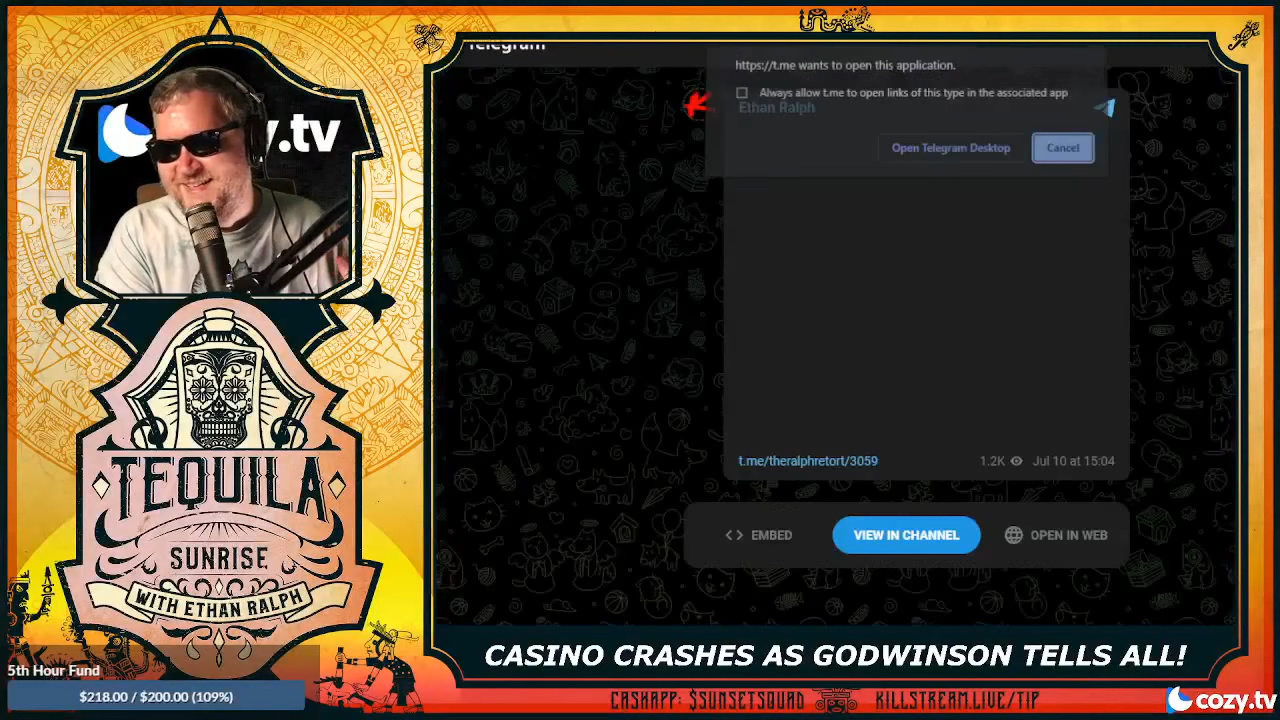 y.tv
TEQUILA
SUNRISE
WITH ETHAN RALPH
5th Hour Fund
$218.00 / $200.00 (109%)
Telegram
https://t.me wants to open this application.
Always allow t.me to open links of this type in the associated app
Ethan Ralph
Open Telegram Desktop
Cancel
t.me/theralphretort/3059
1.2K
Jul 10 at 15:04
EMBED
VIEW IN CHANNEL
OPEN IN WEB
CASINO CRASHES AS GODWINSON TELLS ALL!
CASHAPP: $SUNSETSQUAD
KILLSTREAM.LIVE/TIP
cozy.tv